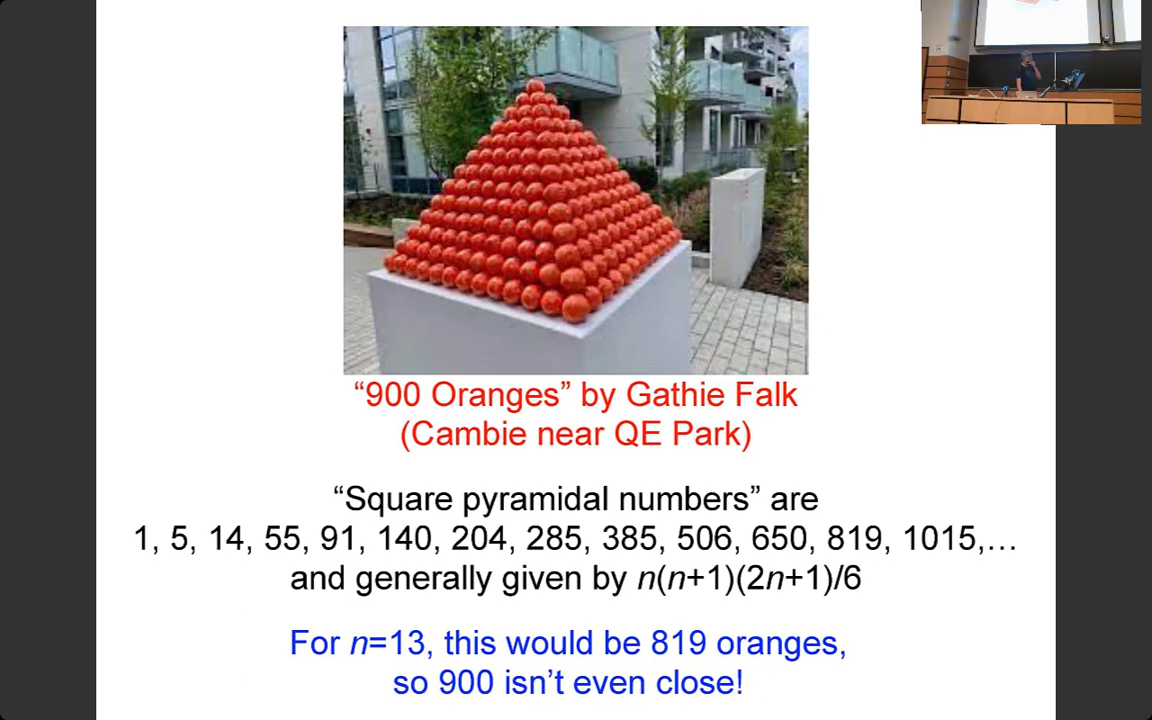 “900 Oranges” by Gathie Falk
(Cambie near QE Park)
“Square pyramidal numbers” are
1, 5, 14, 55, 91, 140, 204, 285, 385, 506, 650, 819, 1015,…
and generally given by n(n+1)(2n+1)/6
For n=13, this would be 819 oranges,
so 900 isn’t even close!